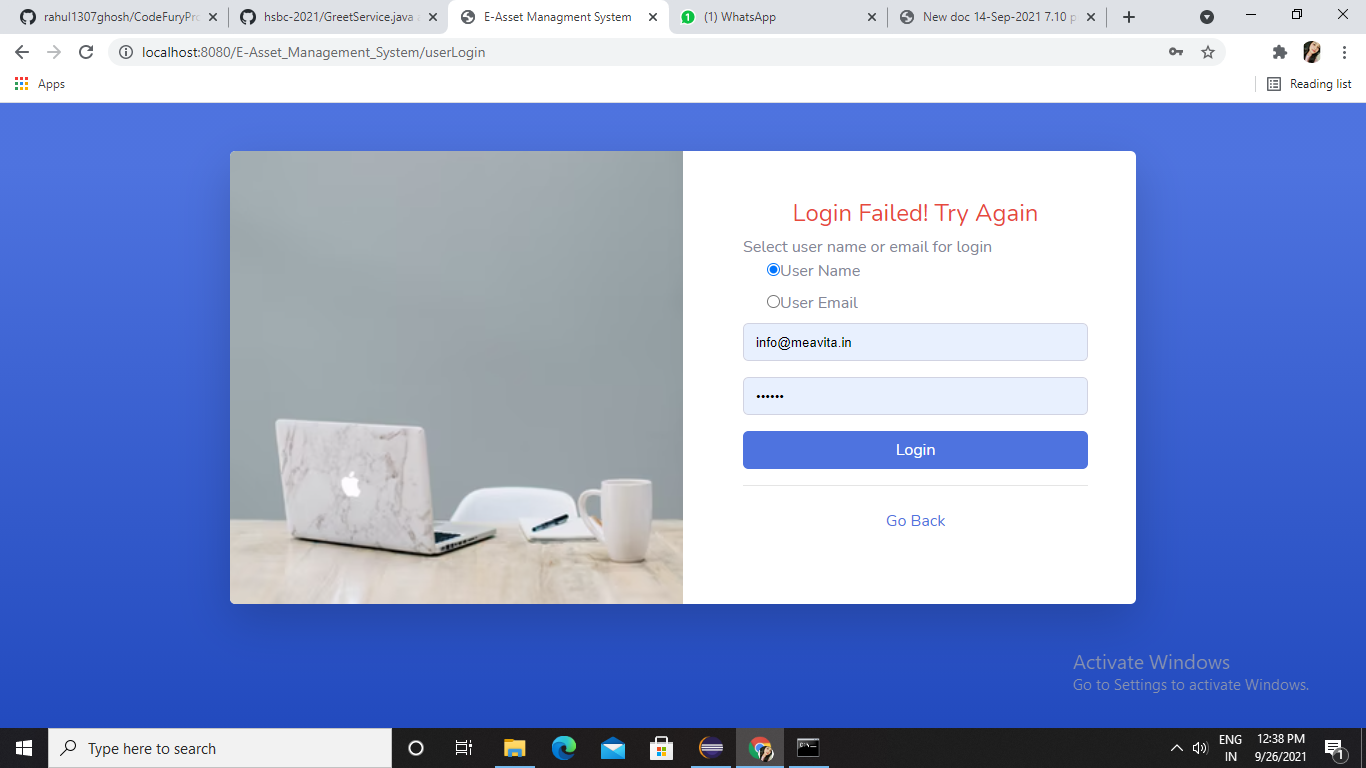 rahul1307ghosh/CodeFuryPro
hsbc-2021/GreetService.java
E-Asset Managment System
(1) WhatsApp
New doc 14-Sep-2021 7.10 p
localhost:8080/E-Asset_Management_System/userLogin
Apps
Reading list
Login Failed! Try Again
Select user name or email for login
User Name
User Email
info@meavita.in
••••••
Login
Go Back
Activate Windows
Go to Settings to activate Windows.
Type here to search
ENG
IN
12:38 PM
9/26/2021
1